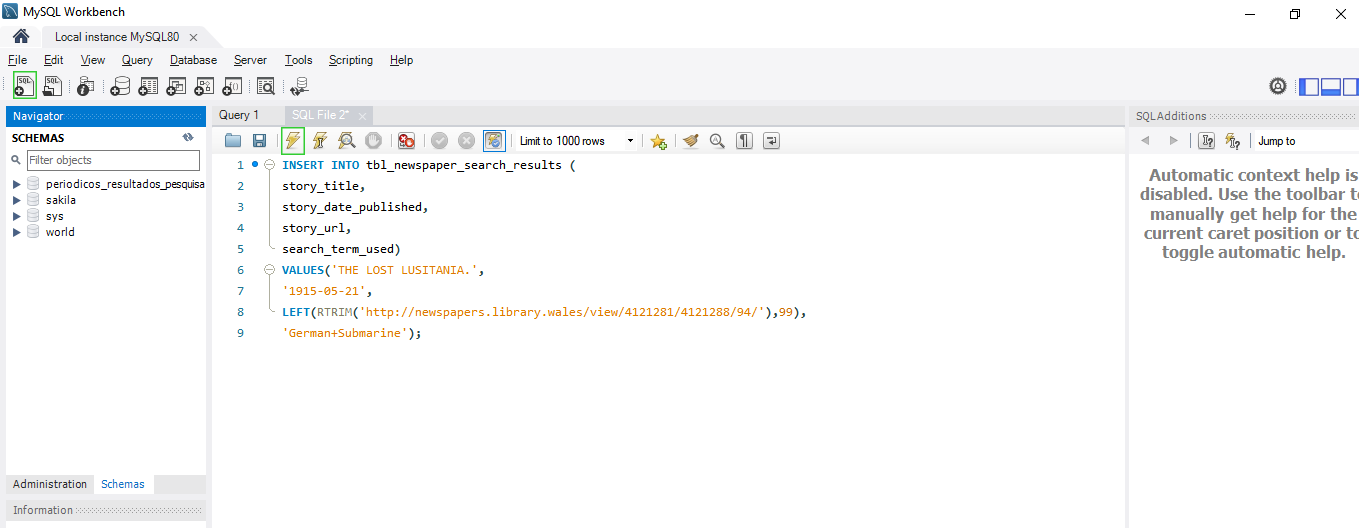 MySQL Workbench
Local instance MySQL80
File Edit View Query Database Server Tools Scripting Help
Navigator
SCHEMAS
Filter objects
periodicos_resultados_pesquisa
sakila
sys
world
Administration Schemas
Information
Query 1 SQL File 2*
Limit to 1000 rows
1 INSERT INTO tbl_newspaper_search_results (
2 story_title,
3 story_date_published,
4 story_url,
5 search_term_used)
6 VALUES('THE LOST LUSITANIA.',
7 '1915-05-21',
8 LEFT(RTRIM('http://newspapers.library.wales/view/4121281/4121288/94/'),99),
9 'German+Submarine');
SQLAdditions
Jump to
Automatic context help is
disabled. Use the toolbar to
manually get help for the
current caret position or to
toggle automatic help.